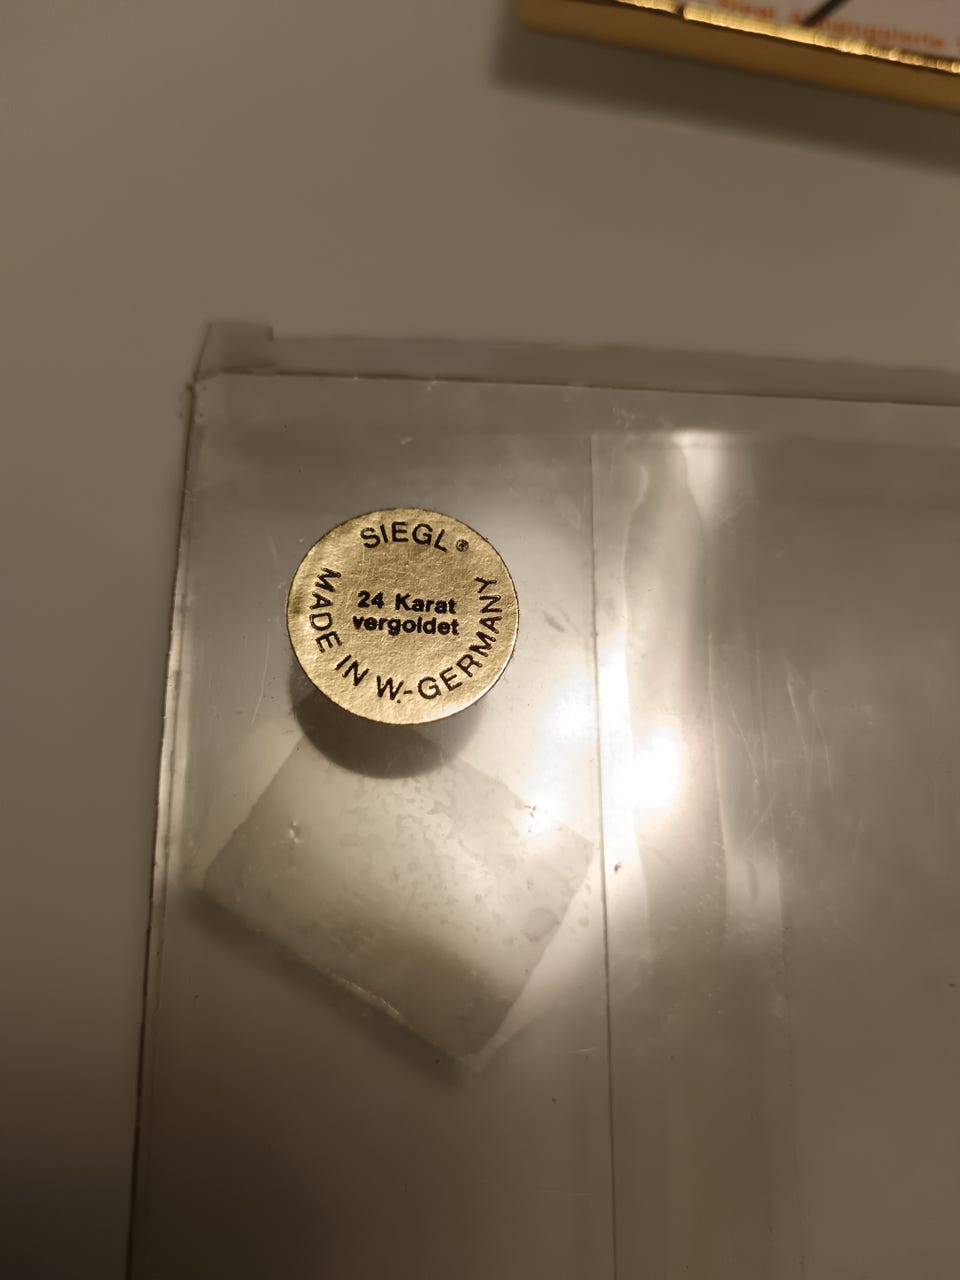 SIEGL®
24 Karat
vergoldet
MADE IN W.-GERMANY